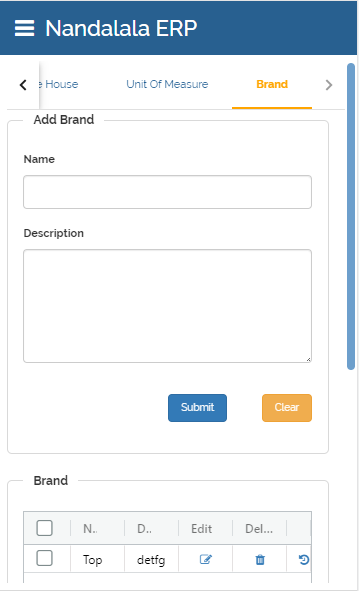 Nandalala ERP
e House Unit Of Measure Brand
Add Brand
Name
Description
Submit Clear
Brand
N.. D.. Edit Del...
Top detfg